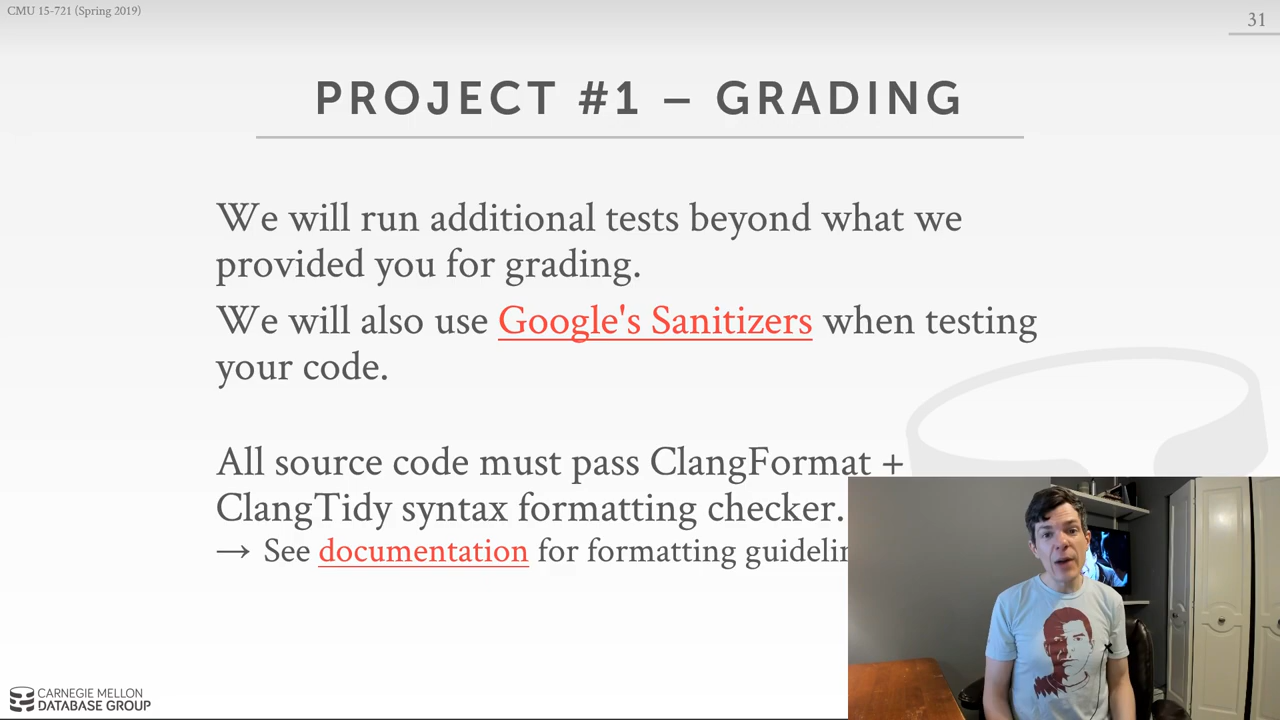 CMU 15-721 (Spring 2019)
31
PROJECT #1 – GRADING
We will run additional tests beyond what we
provided you for grading.
We will also use Google's Sanitizers when testing
your code.
All source code must pass ClangFormat +
ClangTidy syntax formatting checker.
→ See documentation for formatting
CARNEGIE MELLON
DATABASE GROUP